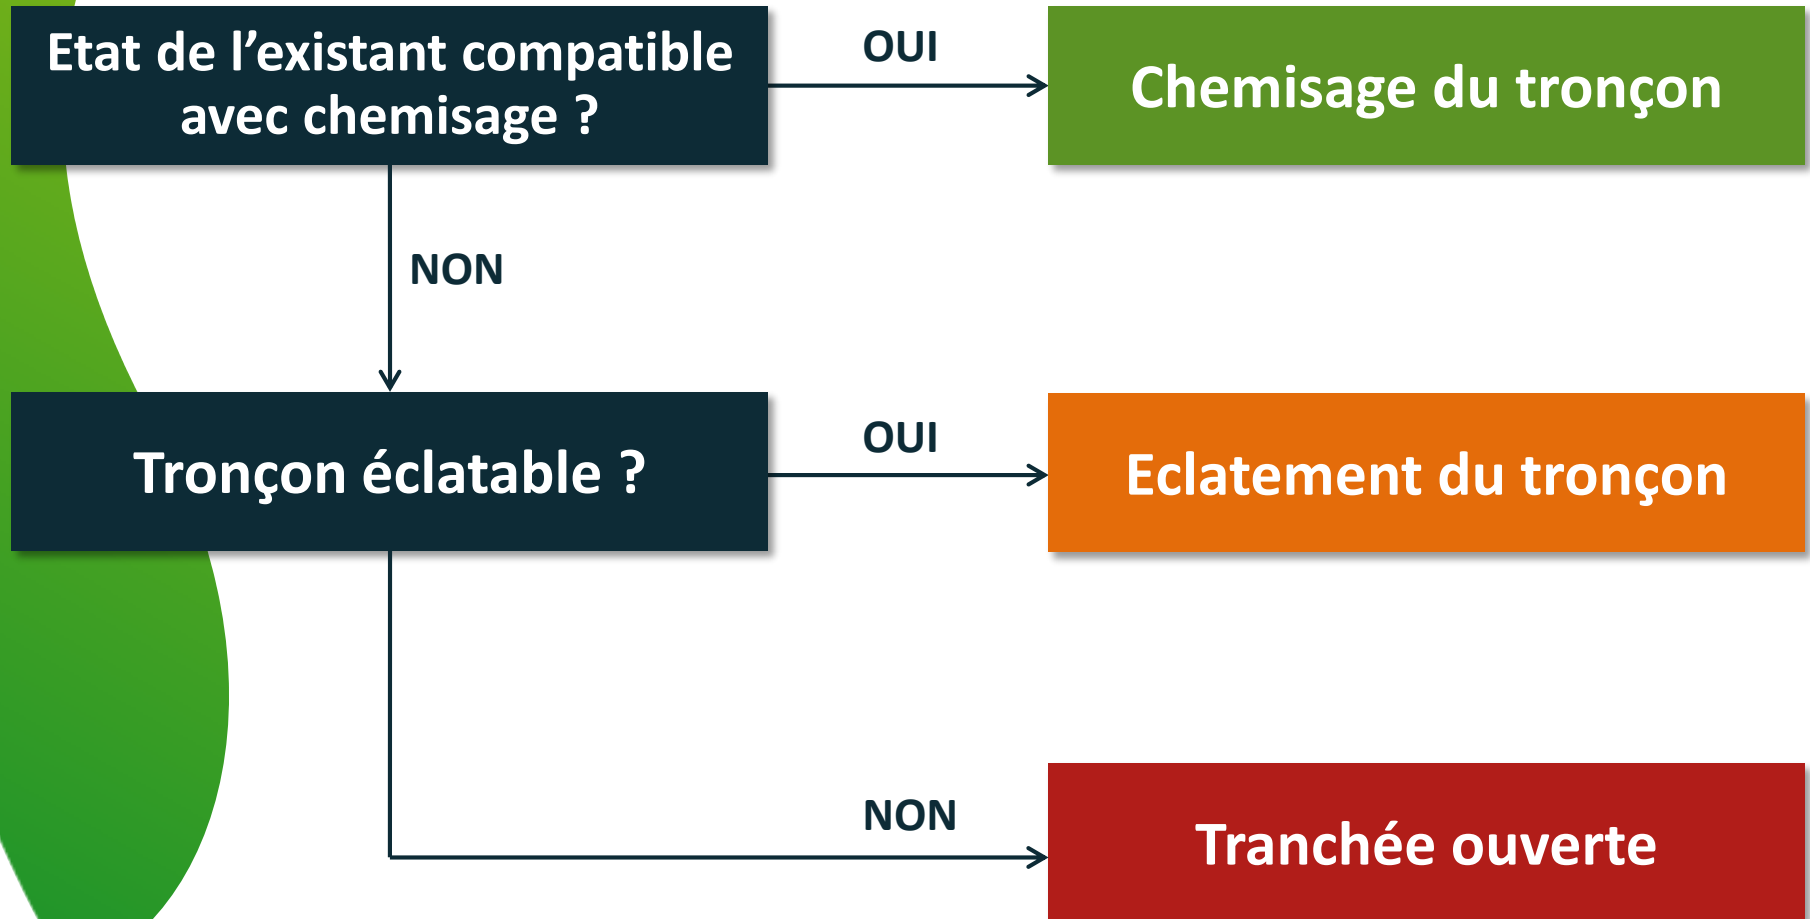 Etat de l’existant compatible
avec chemisage ?
OUI
Chemisage du tronçon
NON
Tronçon éclatable ?
OUI
Eclatement du tronçon
NON
Tranchée ouverte